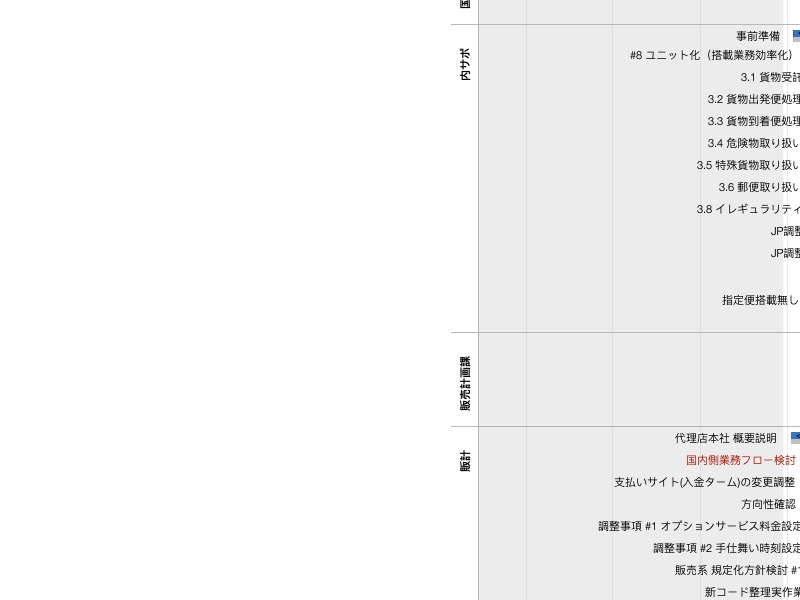 国
内サポ
事前準備
#8 ユニット化（搭載業務効率化）
3.1 貨物受託
3.2 貨物出発便処理
3.3 貨物到着便処理
3.4 危険物取り扱い
3.5 特殊貨物取り扱い
3.6 郵便取り扱い
3.8 イレギュラリティ
JP調整
JP調整
指定便搭載無し
販売計画課
販計
代理店本社 概要説明
国内側業務フロー検討
支払いサイト(入金ターム)の変更調整
方向性確認
調整事項 #1 オプションサービス料金設定
調整事項 #2 手仕舞い時刻設定
販売系 規定化方針検討 #1
新コード整理実作業